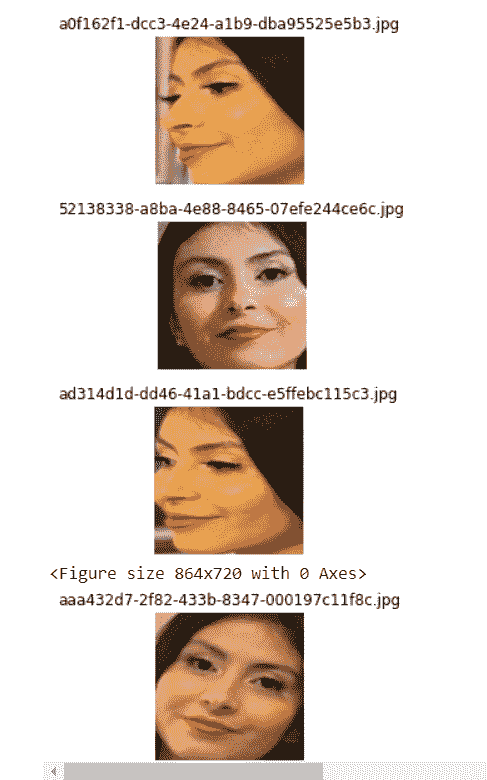 a0f162f1-dcc3-4e24-a1b9-dba95525e5b3.jpg
52138338-a8ba-4e88-8465-07efe244ce6c.jpg
ad314d1d-dd46-41a1-bdcc-e5ffebc115c3.jpg
<Figure size 864x720 with 0 Axes>
aaa432d7-2f82-433b-8347-000197c11f8c.jpg